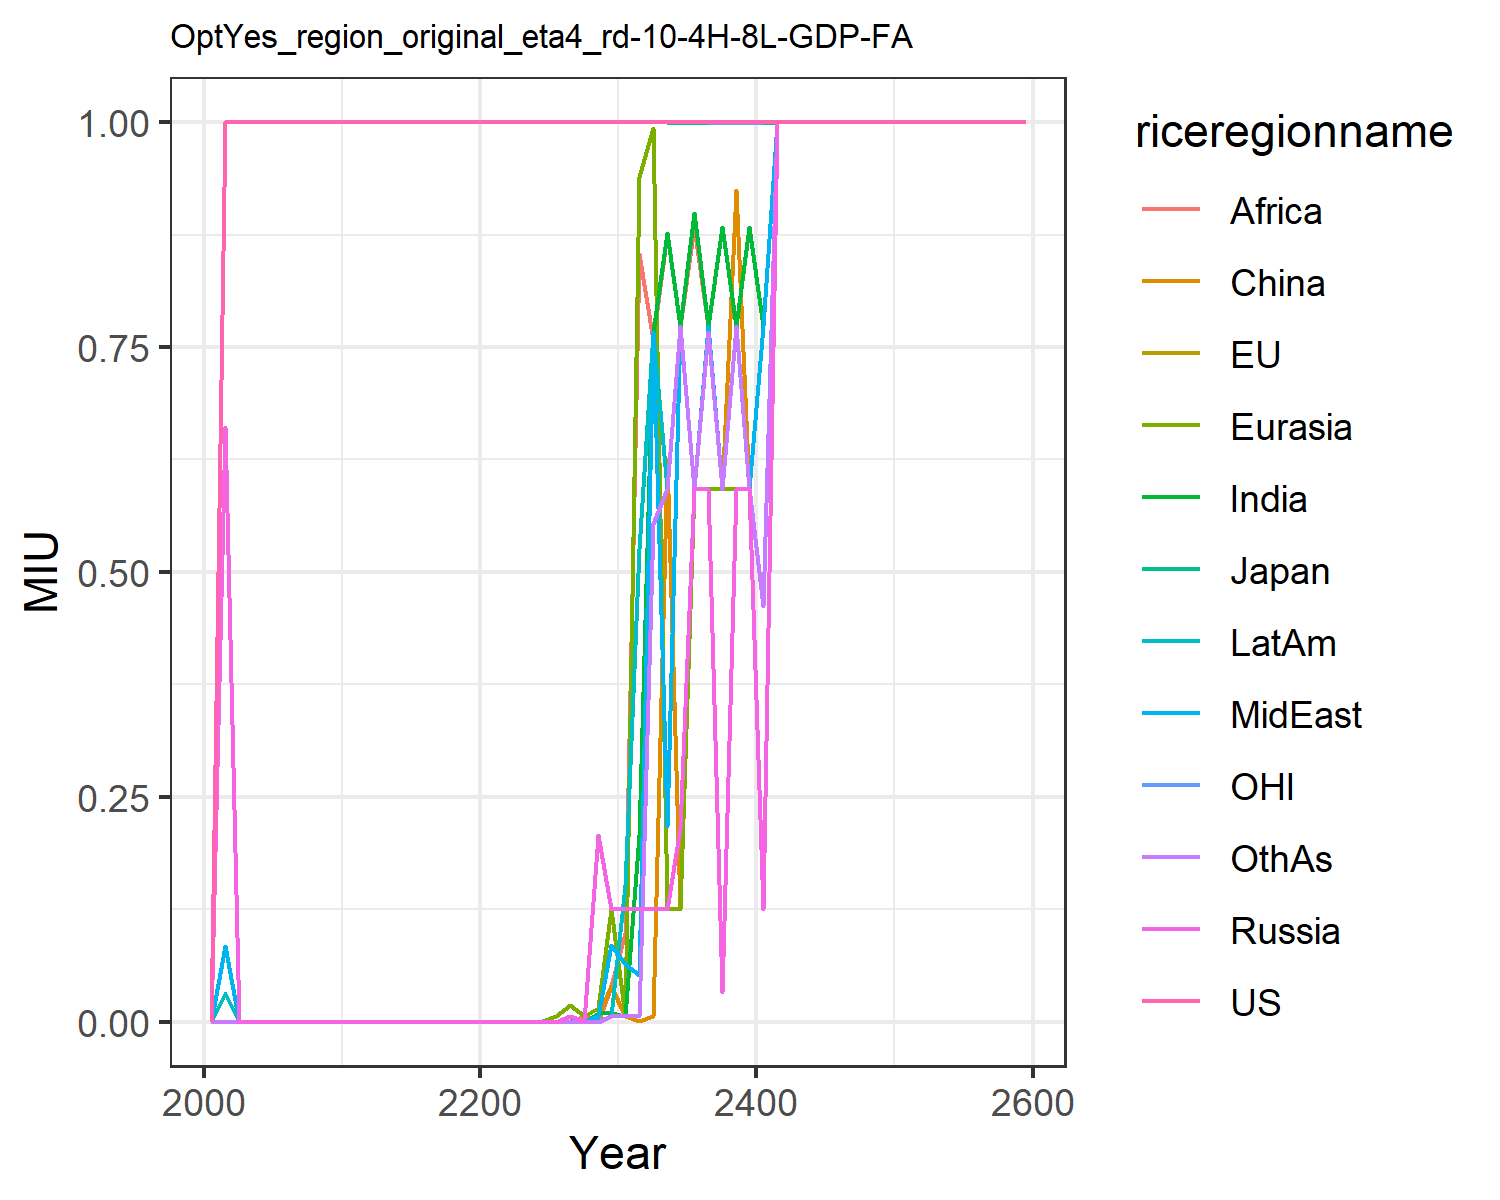 OptYes_region_original_eta4_rd-10-4H-8L-GDP-FA
1.00
0.75
0.50
0.25
0.00
MIU
2000
2200
2400
2600
Year
riceregionname
Africa
China
EU
Eurasia
India
Japan
LatAm
MidEast
OHI
OthAs
Russia
US